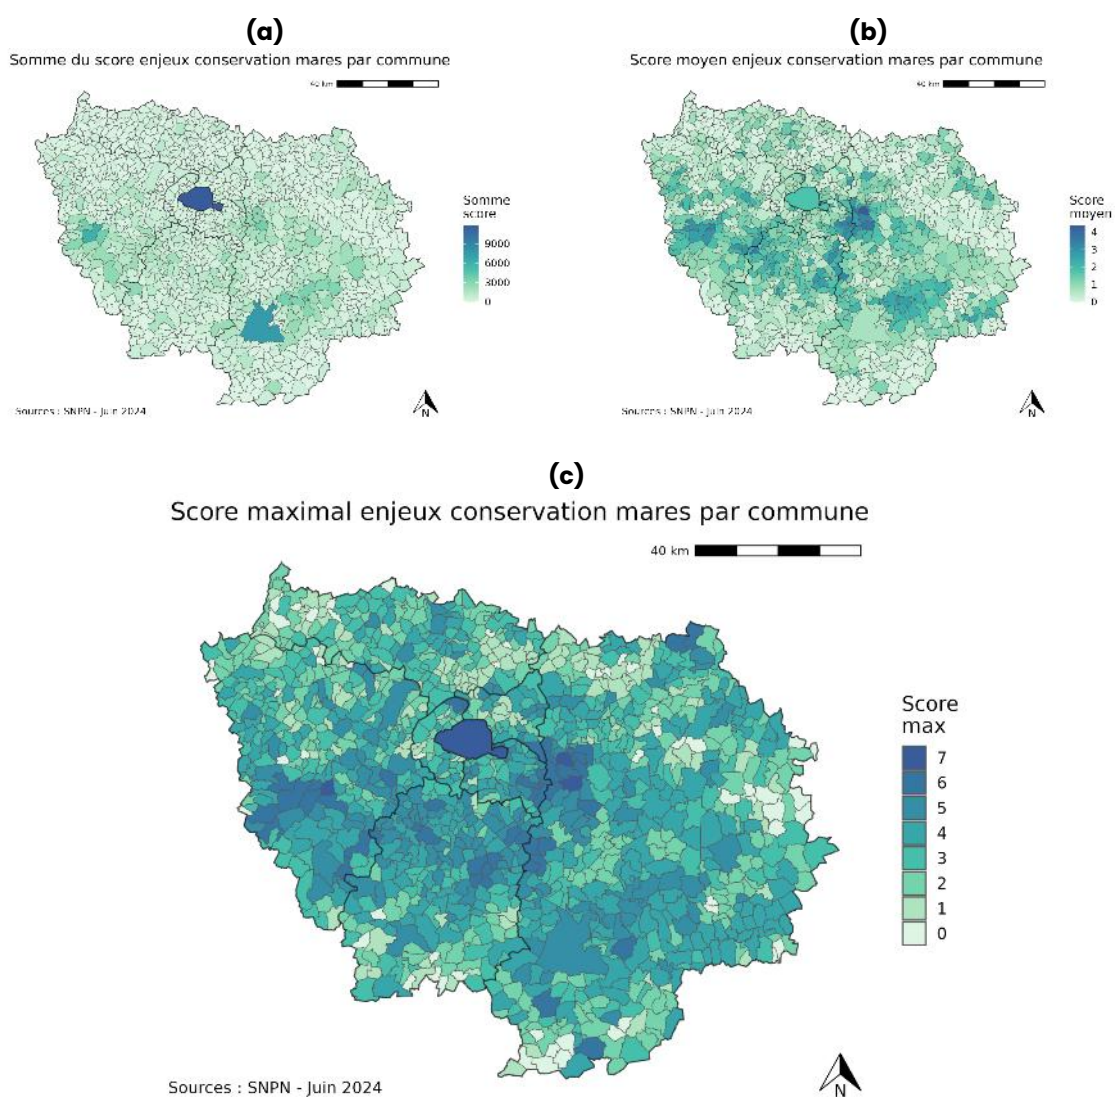 (a)
Somme du score enjeux conservation mares par commune
40 km
Somme
score
9000
6000
3000
0
Sources : SNPN - Juin 2024
N
(b)
Score moyen enjeux conservation mares par commune
40 km
Score
moyen
4
3
2
1
0
Sources : SNPN - Juin 2024
N
(c)
Score maximal enjeux conservation mares par commune
40 km
Score
max
7
6
5
4
3
2
1
0
Sources : SNPN - Juin 2024
N